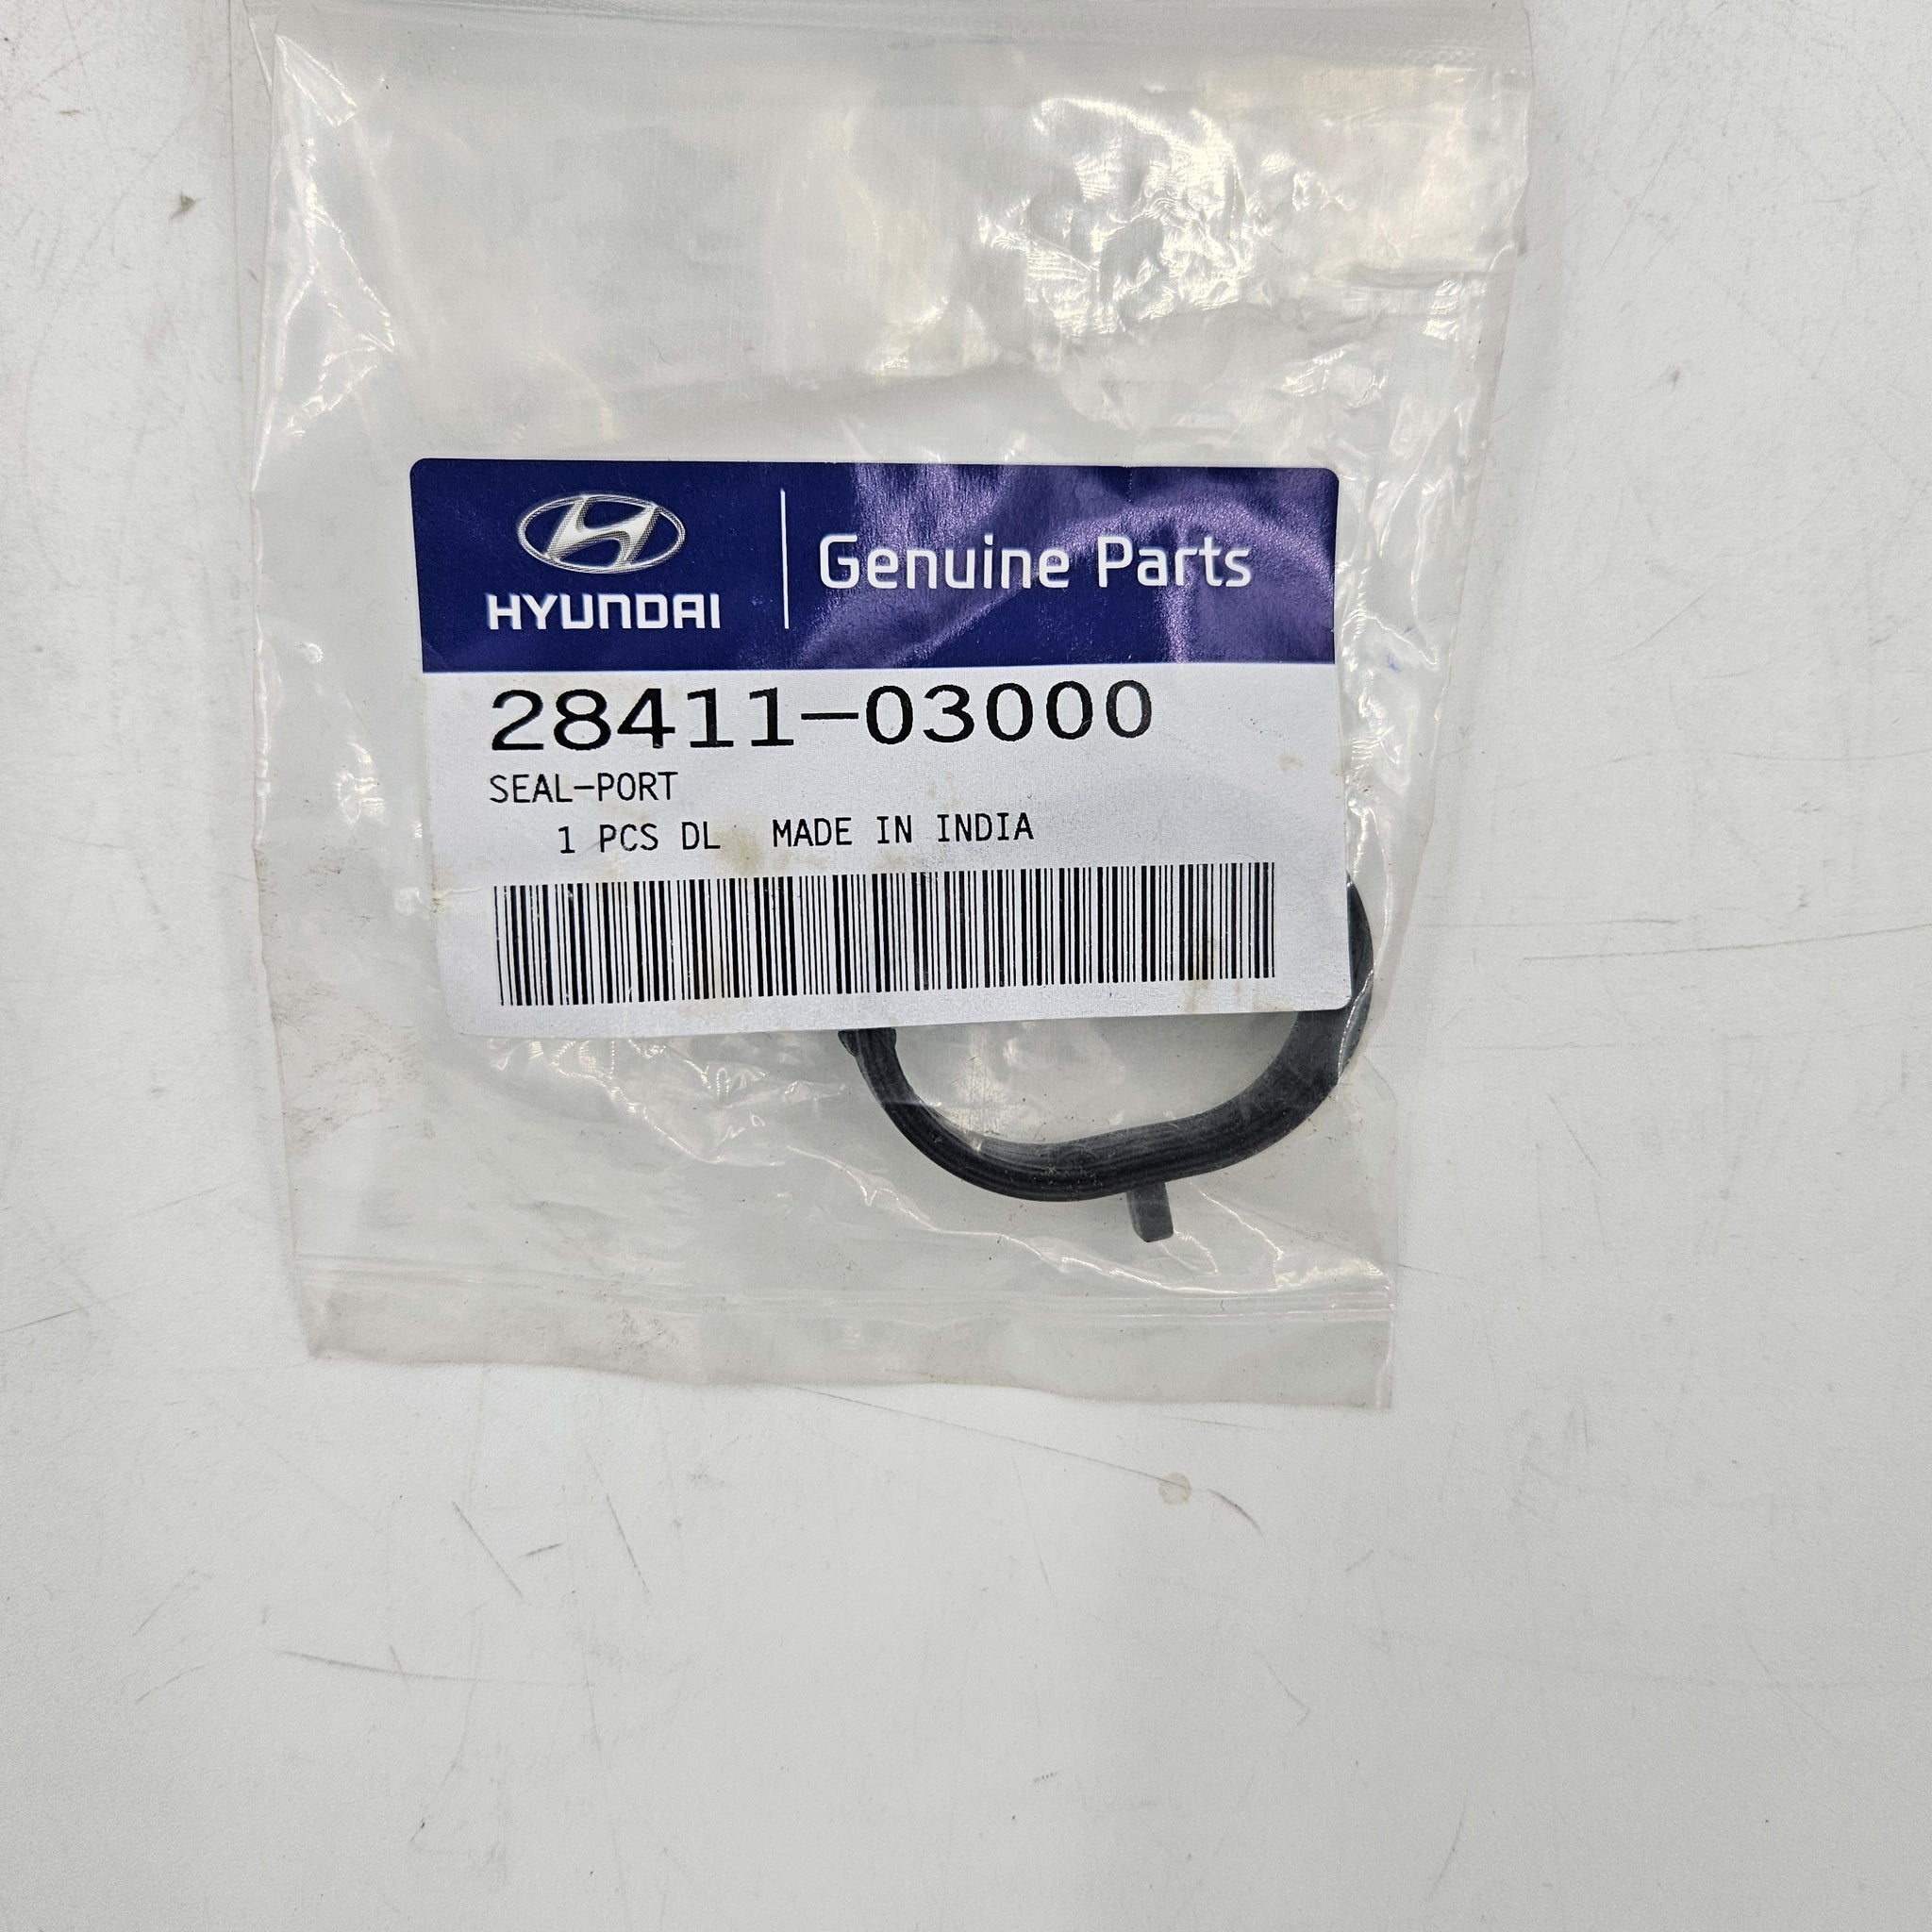 HYUNDAI
Genuine Parts
28411-03000
SEAL-PORT
1 PCS DL MADE IN INDIA